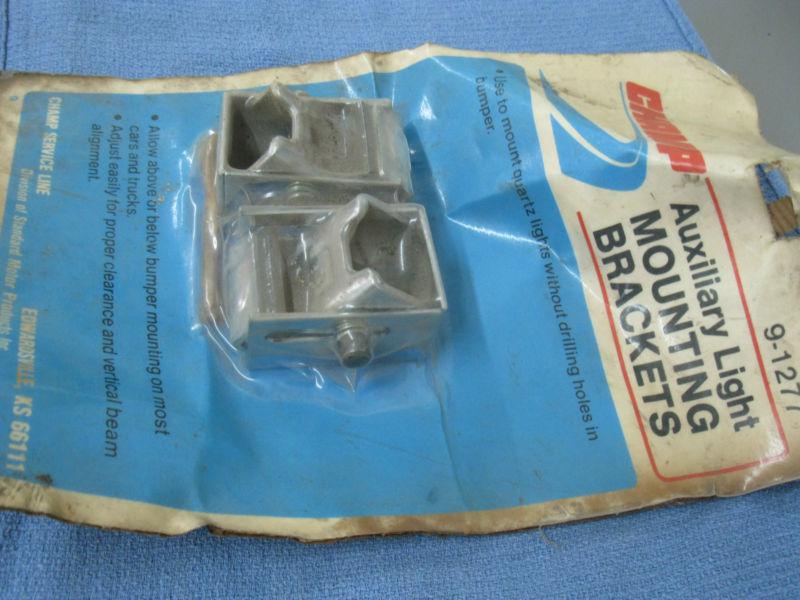 CHAMP
9-1277
Auxiliary Light
MOUNTING
BRACKETS
• Use to mount quartz lights without drilling holes in
bumper.
• Allow above or below bumper mounting on most
cars and trucks.
• Adjust easily for proper clearance and vertical beam
alignment.
CHAMP SERVICE LINE
Division of Standard Motor Products Inc.
EDWARDSVILLE, KS 66111